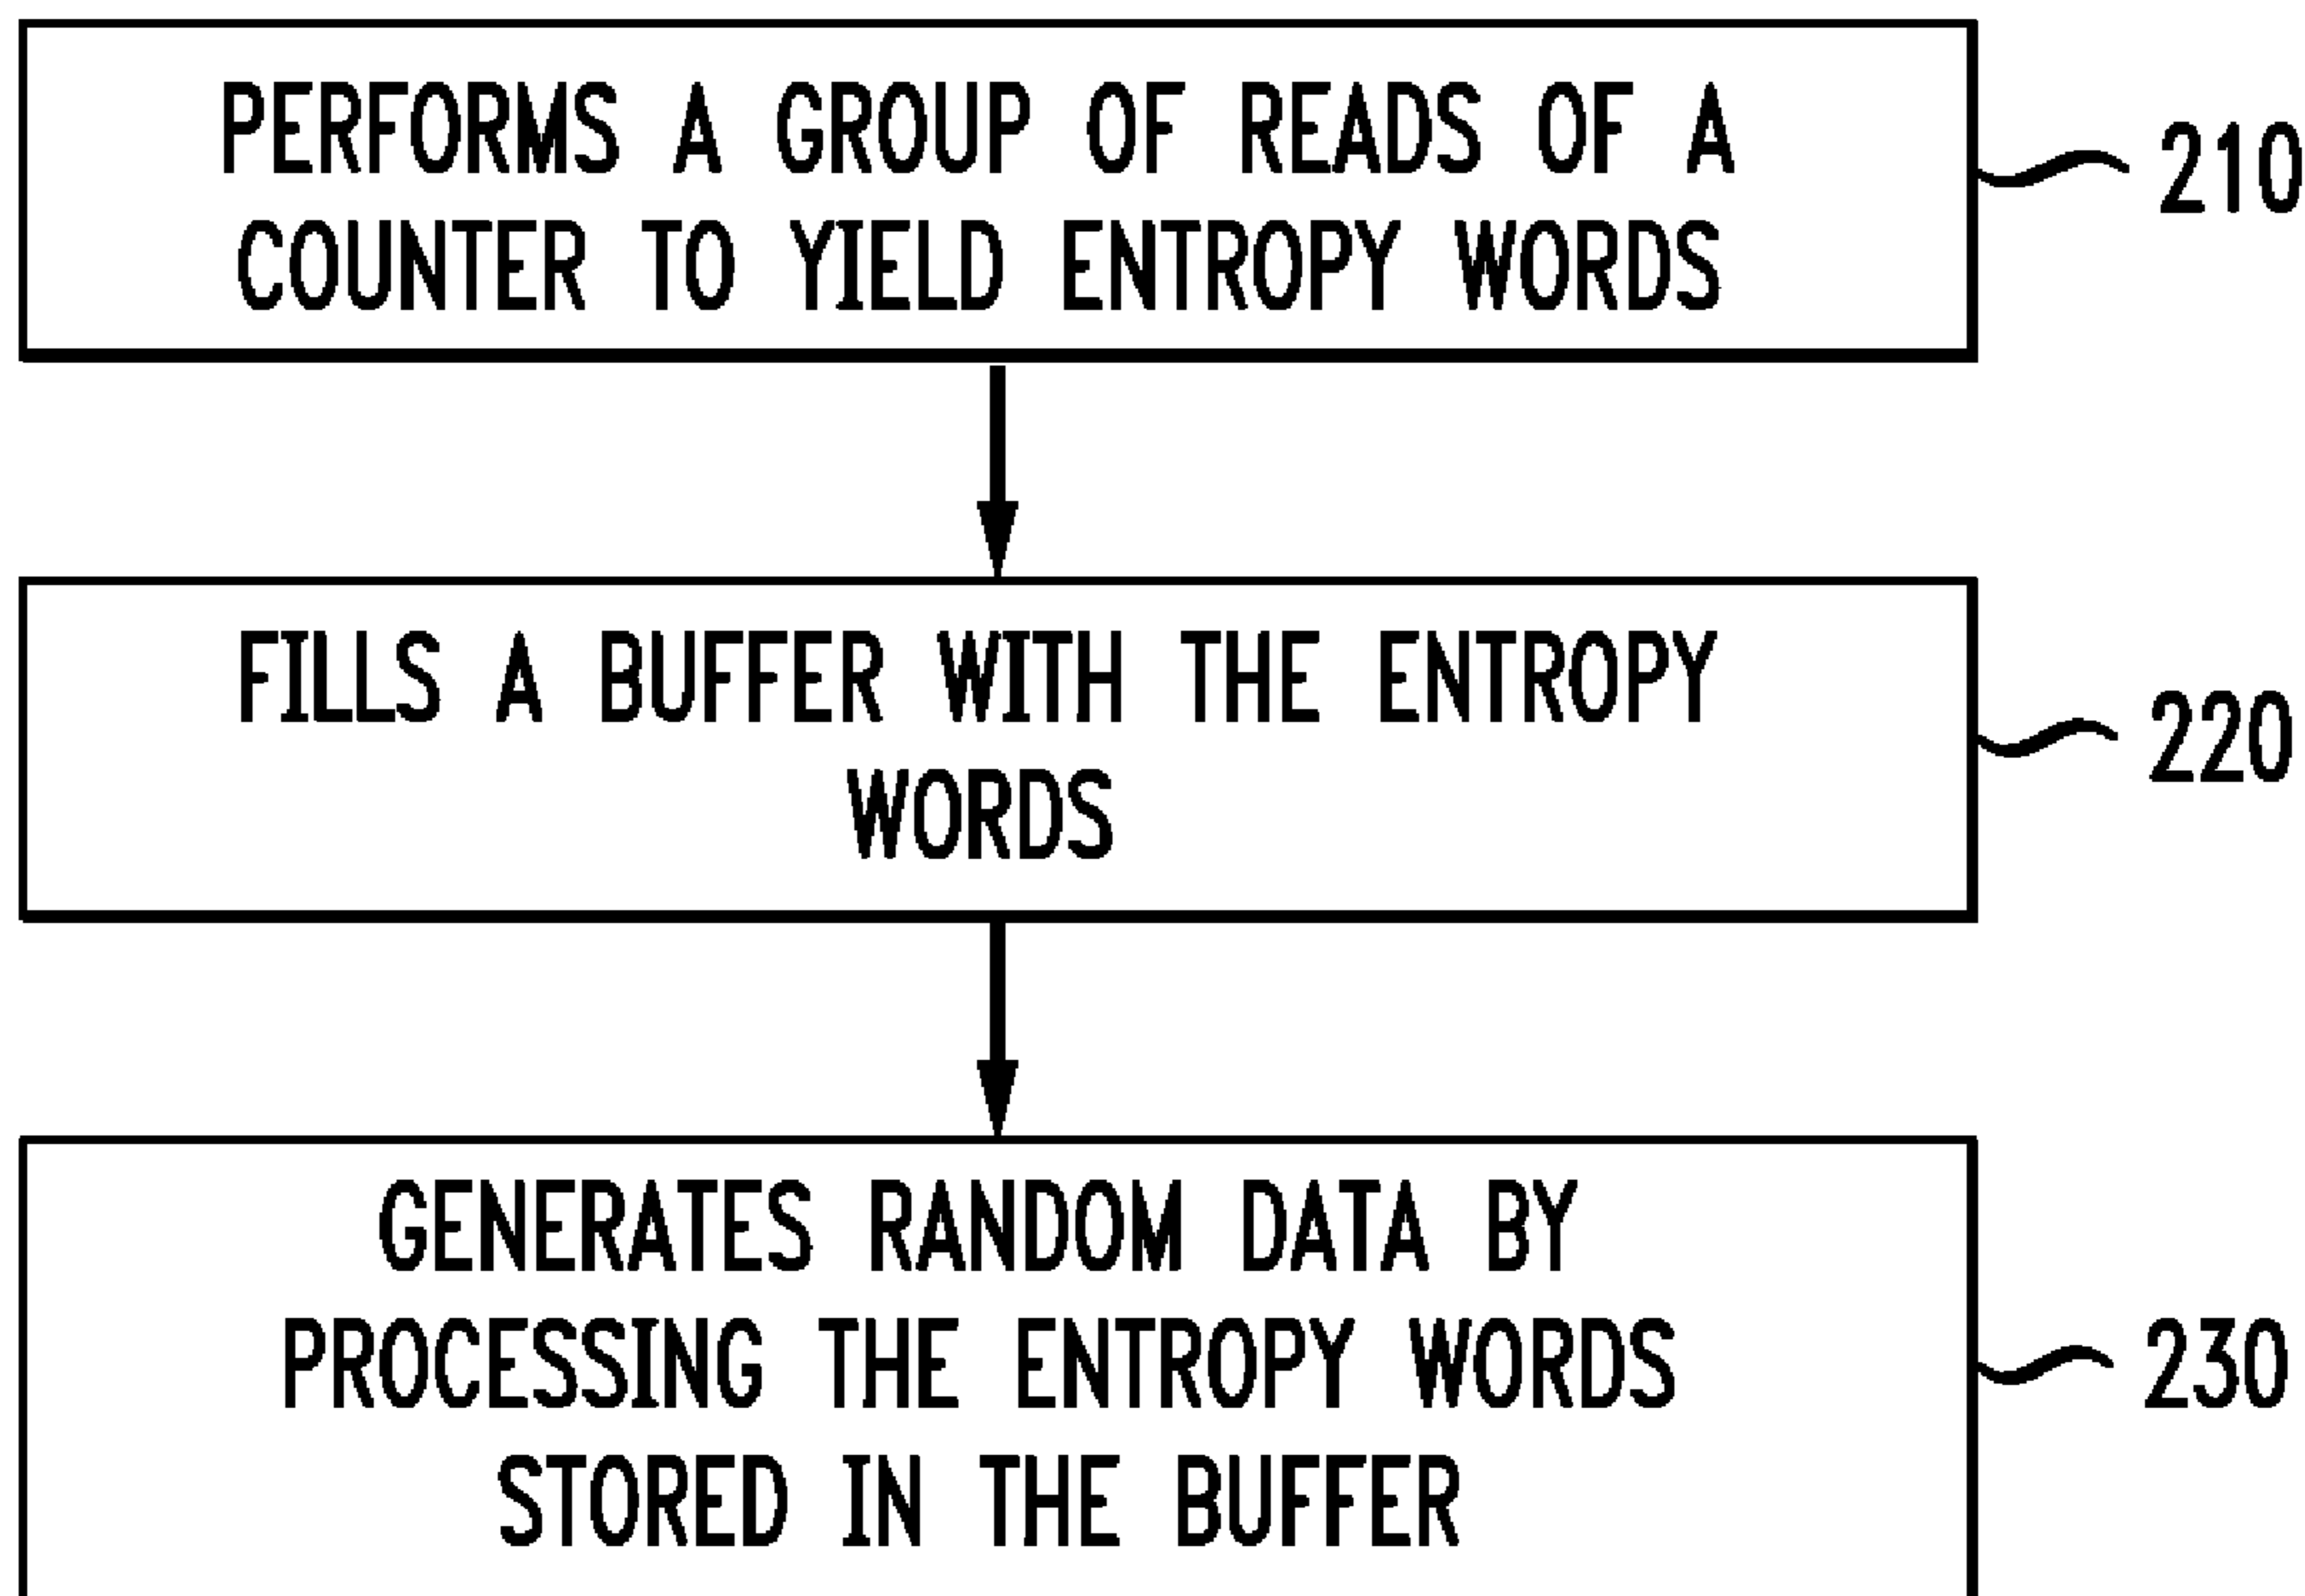 PERFORMS A GROUP OF READS OF A
COUNTER TO YIELD ENTROPY WORDS
210
FILLS A BUFFER WITH THE ENTROPY
WORDS
220
GENERATES RANDOM DATA BY
PROCESSING THE ENTROPY WORDS
STORED IN THE BUFFER
230